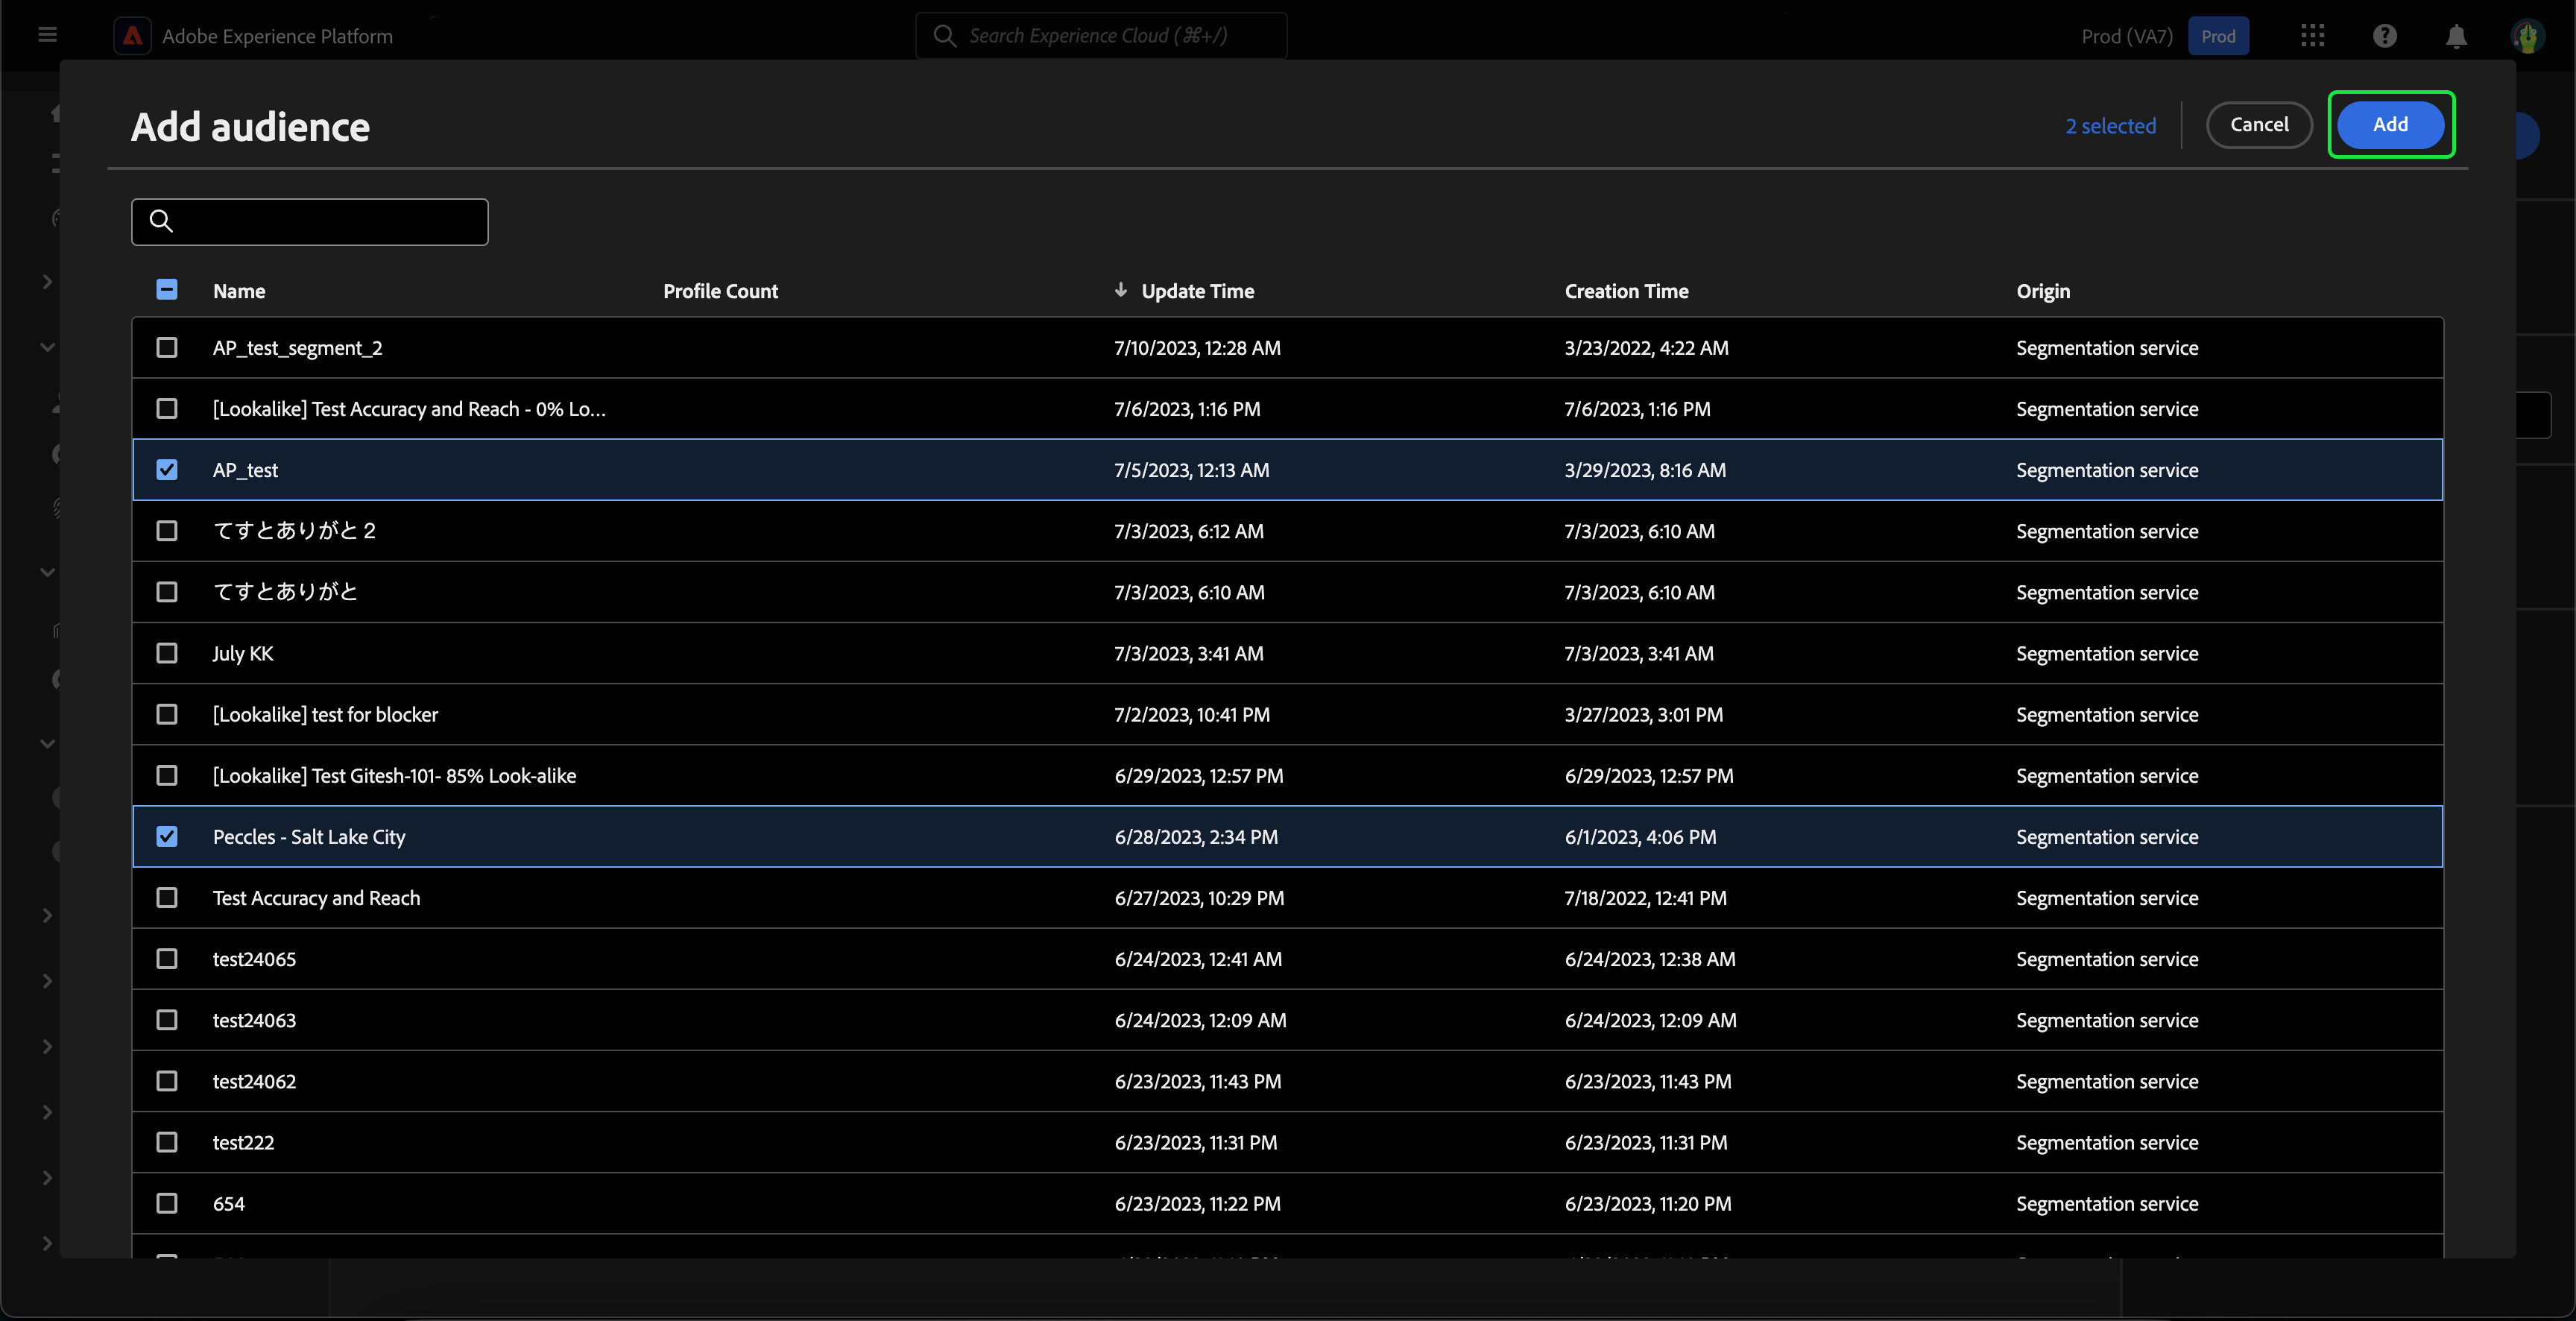 Adobe Experience Platform
Search Experience Cloud (⌘+/)
Prod (VA7) Prod
Add audience
2 selected Cancel Add
Name Profile Count Update Time Creation Time Origin
AP_test_segment_2 7/10/2023, 12:28 AM 3/23/2022, 4:22 AM Segmentation service
[Lookalike] Test Accuracy and Reach - 0% Lo... 7/6/2023, 1:16 PM 7/6/2023, 1:16 PM Segmentation service
AP_test 7/5/2023, 12:13 AM 3/29/2023, 8:16 AM Segmentation service
てすとありがと２ 7/3/2023, 6:12 AM 7/3/2023, 6:10 AM Segmentation service
てすとありがと 7/3/2023, 6:10 AM 7/3/2023, 6:10 AM Segmentation service
July KK 7/3/2023, 3:41 AM 7/3/2023, 3:41 AM Segmentation service
[Lookalike] test for blocker 7/2/2023, 10:41 PM 3/27/2023, 3:01 PM Segmentation service
[Lookalike] Test Gitesh-101- 85% Look-alike 6/29/2023, 12:57 PM 6/29/2023, 12:57 PM Segmentation service
Peccles - Salt Lake City 6/28/2023, 2:34 PM 6/1/2023, 4:06 PM Segmentation service
Test Accuracy and Reach 6/27/2023, 10:29 PM 7/18/2022, 12:41 PM Segmentation service
test24065 6/24/2023, 12:41 AM 6/24/2023, 12:38 AM Segmentation service
test24063 6/24/2023, 12:09 AM 6/24/2023, 12:09 AM Segmentation service
test24062 6/23/2023, 11:43 PM 6/23/2023, 11:43 PM Segmentation service
test222 6/23/2023, 11:31 PM 6/23/2023, 11:31 PM Segmentation service
654 6/23/2023, 11:22 PM 6/23/2023, 11:20 PM Segmentation service